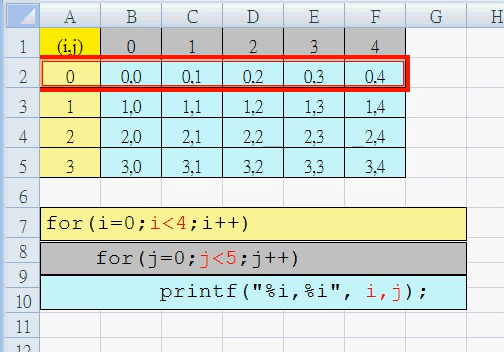 A B C D E F G H
1 (i,j) 0 1 2 3 4
2 0 0,0 0,1 0,2 0,3 0,4
3 1 1,0 1,1 1,2 1,3 1,4
4 2 2,0 2,1 2,2 2,3 2,4
5 3 3,0 3,1 3,2 3,3 3,4
6
7 for(i=0;i<4;i++)
8 for(j=0;j<5;j++)
9
10 printf("%i,%i", i,j);
11
12